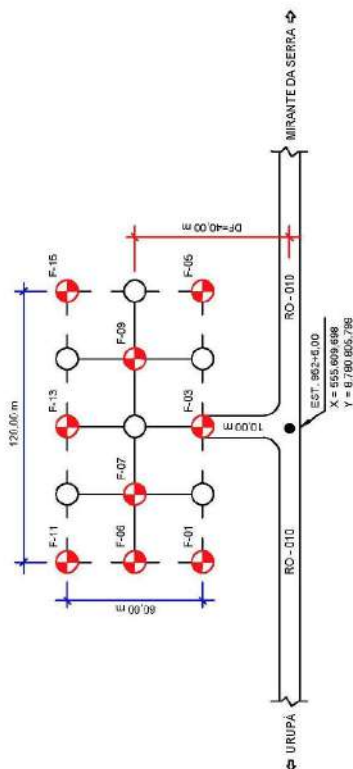 120,00 m
F-11
F-13
F-15
60,00 m
F-06
F-07
F-09
F-01
F-03
F-05
DF=40,00 m
10,00 m
URUPÁ
RO - 010
RO - 010
MIRANTE DA SERRA
EST. 952+6,00
X = 555.609,698
Y = 8.780.805,799